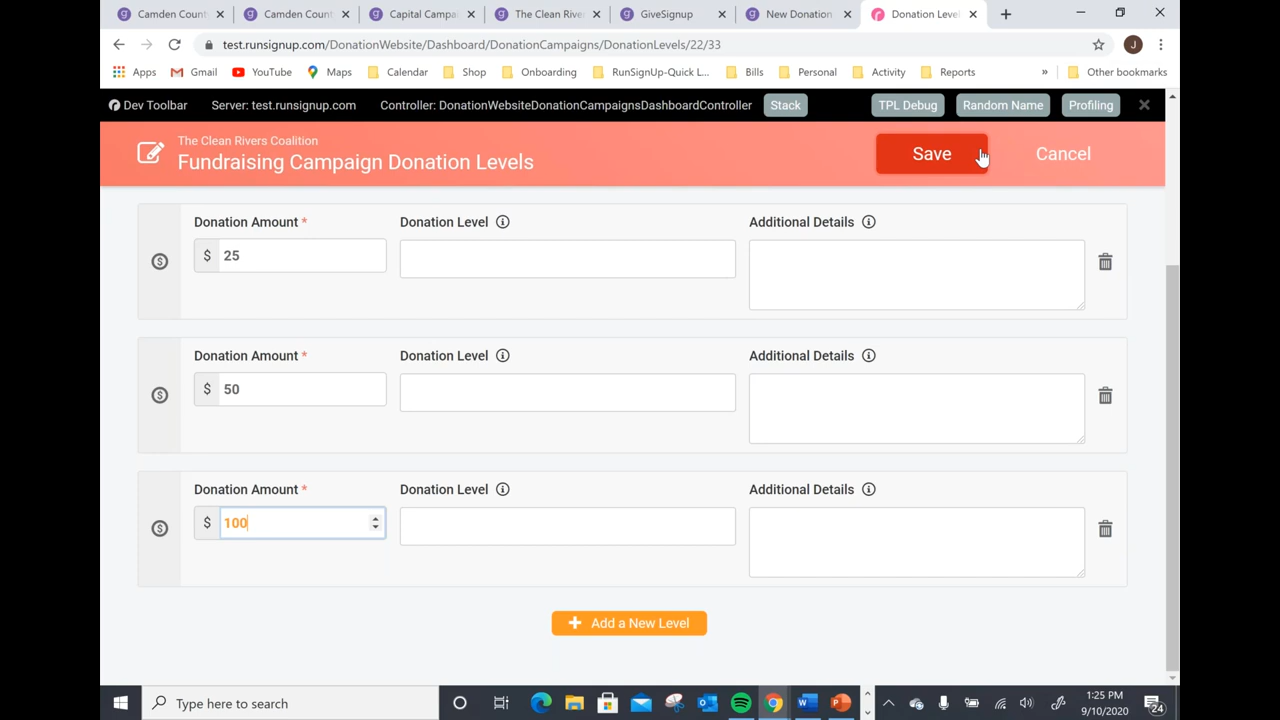 Camden Count
Camden Count
Capital Campa
The Clean Rive
GiveSignup
New Donation
Donation Leve
test.runsignup.com/DonationWebsite/Dashboard/DonationCampaigns/DonationLevels/22/33
J
Apps
Gmail
YouTube
Maps
Calendar
Shop
Onboarding
RunSignUp-Quick L...
Bills
Personal
Activity
Reports
»
Other bookmarks
Dev Toolbar
Server: test.runsignup.com
Controller: DonationWebsiteDonationCampaignsDashboardController
Stack
TPL Debug
Random Name
Profiling
The Clean Rivers Coalition
Fundraising Campaign Donation Levels
Save
Cancel
Donation Amount *
Donation Level
Additional Details
$ 25
Donation Amount *
Donation Level
Additional Details
$ 50
Donation Amount *
Donation Level
Additional Details
$ 100
+ Add a New Level
Type here to search
1:25 PM
9/10/2020
24